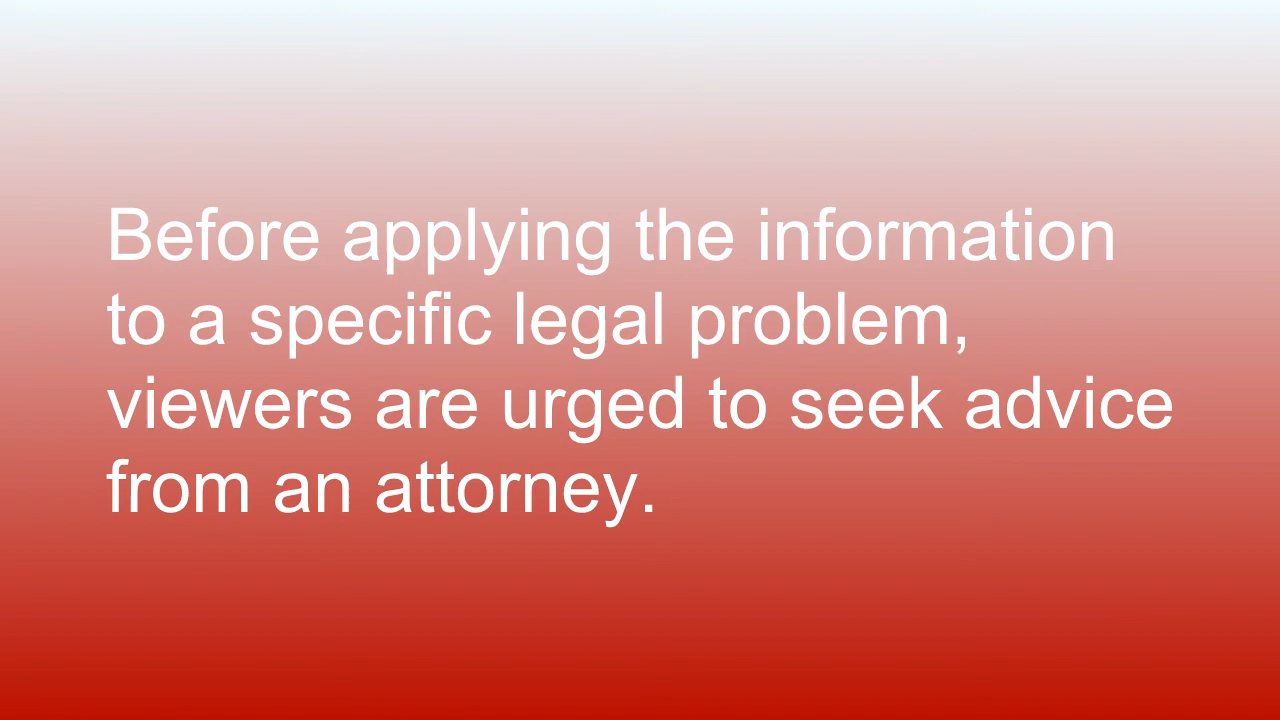 Before applying the information
to a specific legal problem,
viewers are urged to seek advice
from an attorney.